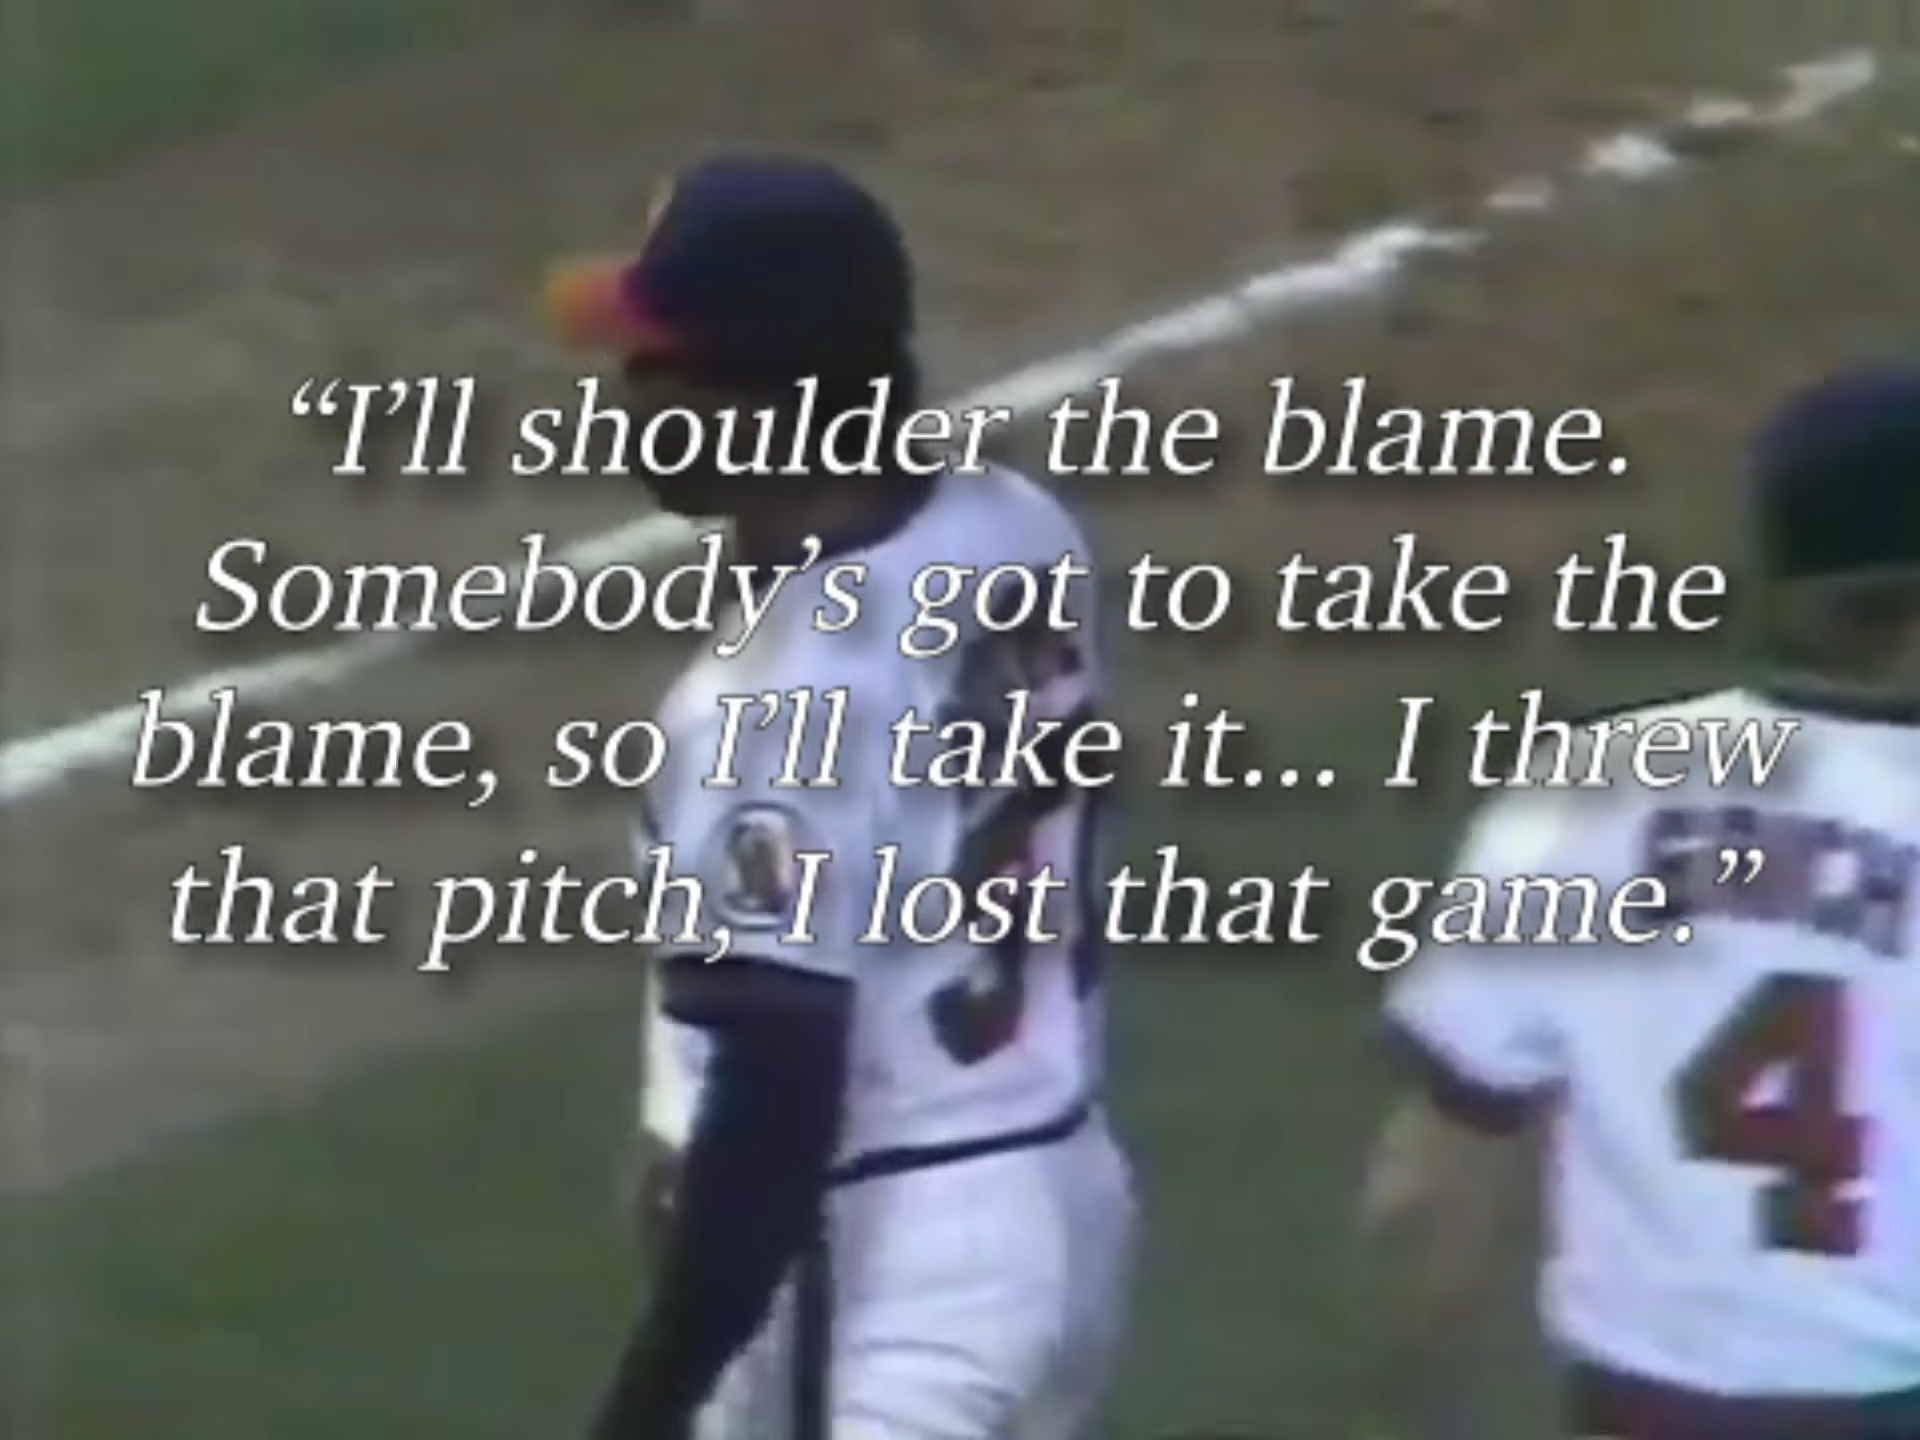 “I’ll shoulder the blame.
Somebody’s got to take the
blame, so I’ll take it... I threw
that pitch, I lost that game.”
4